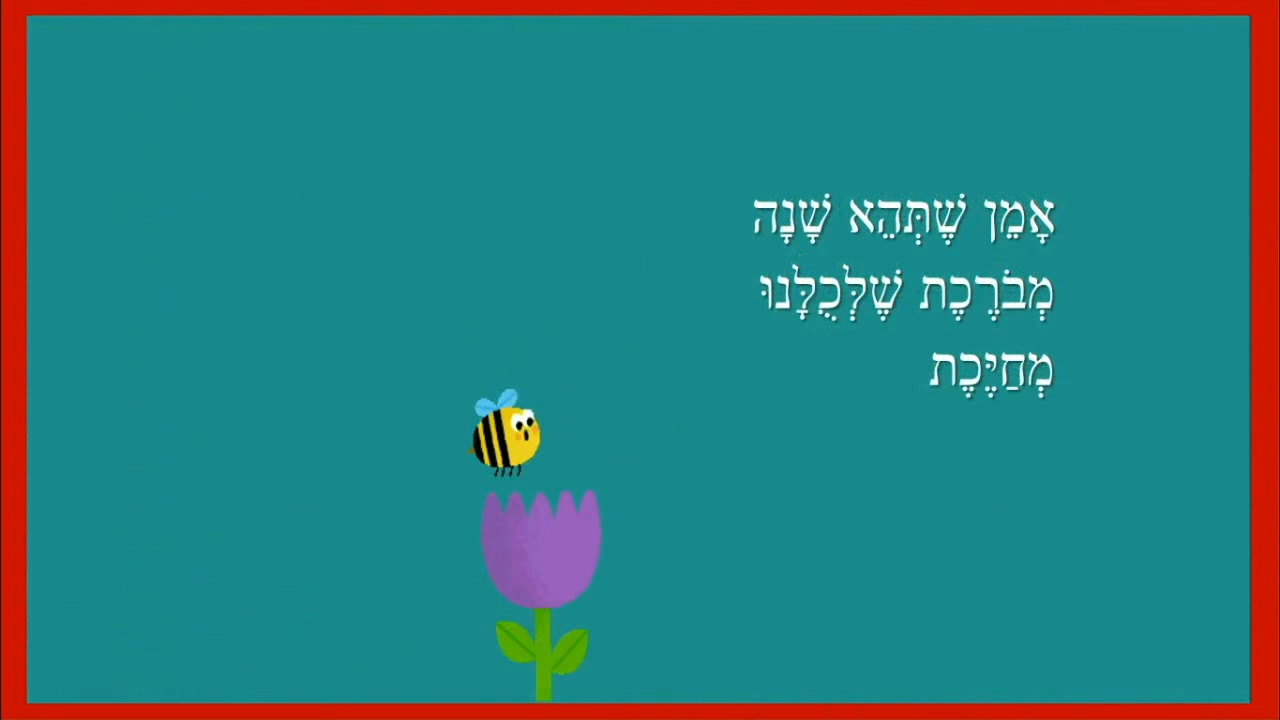 אָמֵן שֶׁתְּהֵא שָׁנָה
מְבֹרֶכֶת שֶׁלְּכֻלָּנוּ
מְחַיֶּכֶת